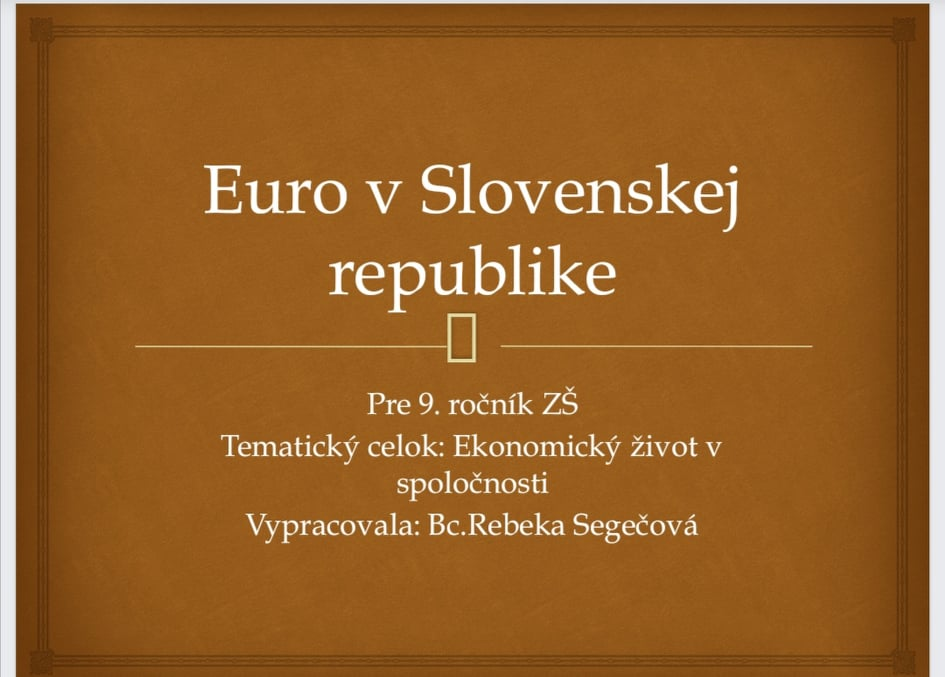 Euro v Slovenskej
republike
Pre 9. ročník ZŠ
Tematický celok: Ekonomický život v
spoločnosti
Vypracovala: Bc.Rebeka Segečová